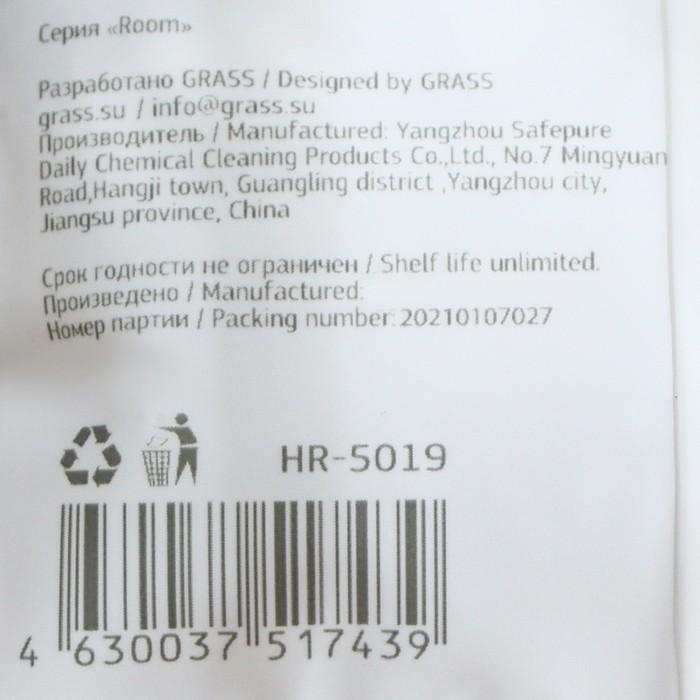 Серия «Room»
Разработано GRASS / Designed by GRASS
grass.su / info@grass.su
Производитель / Manufactured: Yangzhou Safepure
Daily Chemical Cleaning Products Co.,Ltd., No.7 Mingyuan
Road,Hangji town, Guangling district ,Yangzhou city,
Jiangsu province, China
Срок годности не ограничен / Shelf life unlimited.
Произведено / Manufactured:
Номер партии / Packing number: 20210107027
HR-5019
4 630037 517439